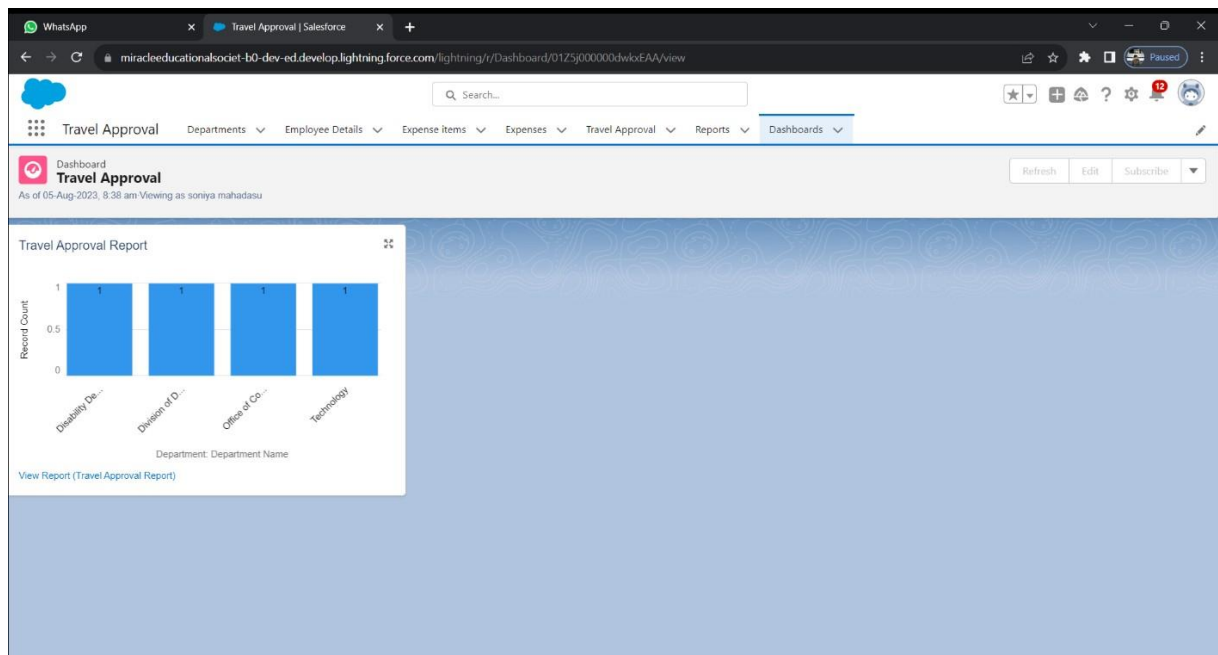 WhatsApp
Travel Approval | Salesforce
miracleeducationalsociet-b0-dev-ed.develop.lightning.force.com/lightning/r/Dashboard/01Z5j000000dwkxEAA/view
Paused
Search...
12
Travel Approval Departments Employee Details Expense items Expenses Travel Approval Reports Dashboards
Dashboard
Travel Approval
As of 05-Aug-2023, 8:38 am·Viewing as soniya mahadasu
Refresh Edit Subscribe
Travel Approval Report
Record Count
1
0.5
0
1 1 1 1
Disability De...
Division of D...
Office of Co...
Technology
Department: Department Name
View Report (Travel Approval Report)